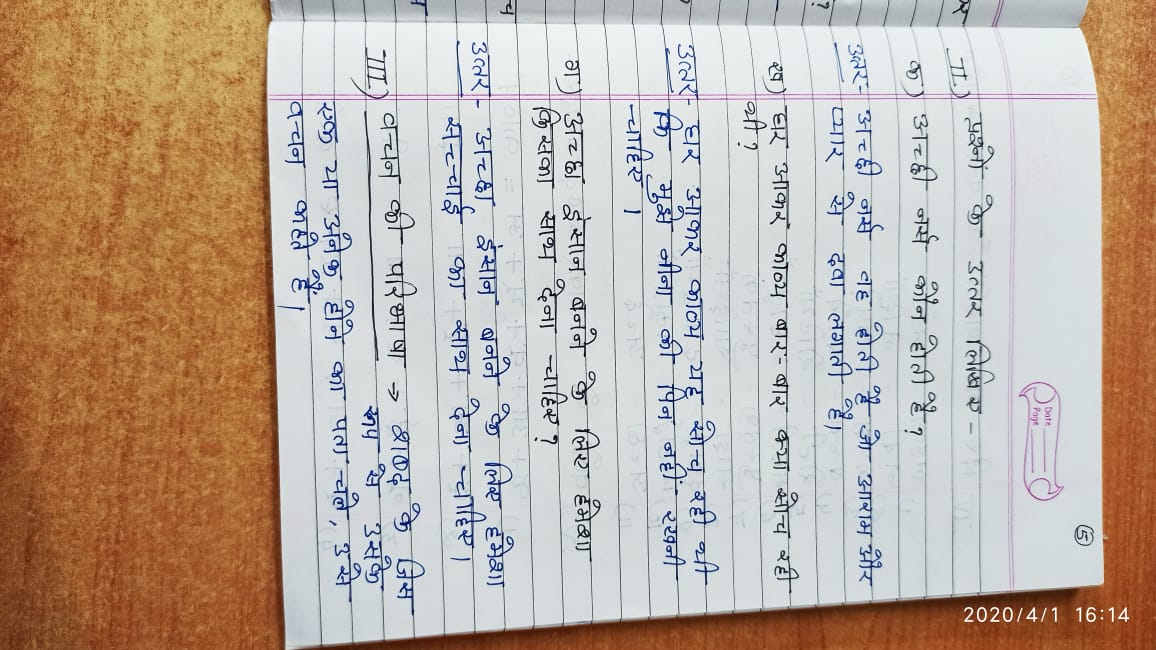 ⑤
Date
Page
II.) प्रश्नों के उत्तर लिखिए -
क) अच्छी नर्स कौन होती है ?
उत्तर- अच्छी नर्स वह होती है जो आराम और
प्यार से दवा लगाती है।
ख) घर आकर काव्य बार-बार क्या सोच रही
थी ?
उत्तर- घर आकर काव्य यह सोच रही थी
कि मुझे नीना को पिन नहीं रखनी
चाहिए।
ग) अच्छा इंसान बनने के लिए हमेशा
किसका साथ देना चाहिए ?
उत्तर- अच्छा इंसान बनने के लिए हमेशा
सच्चाई का साथ देना चाहिए।
III.) वचन की परिभाषा → शब्द के जिस
रूप से उसके
एक या अनेक होने का पता चले, उसे
वचन कहते हैं।
2020/4/1 16:14